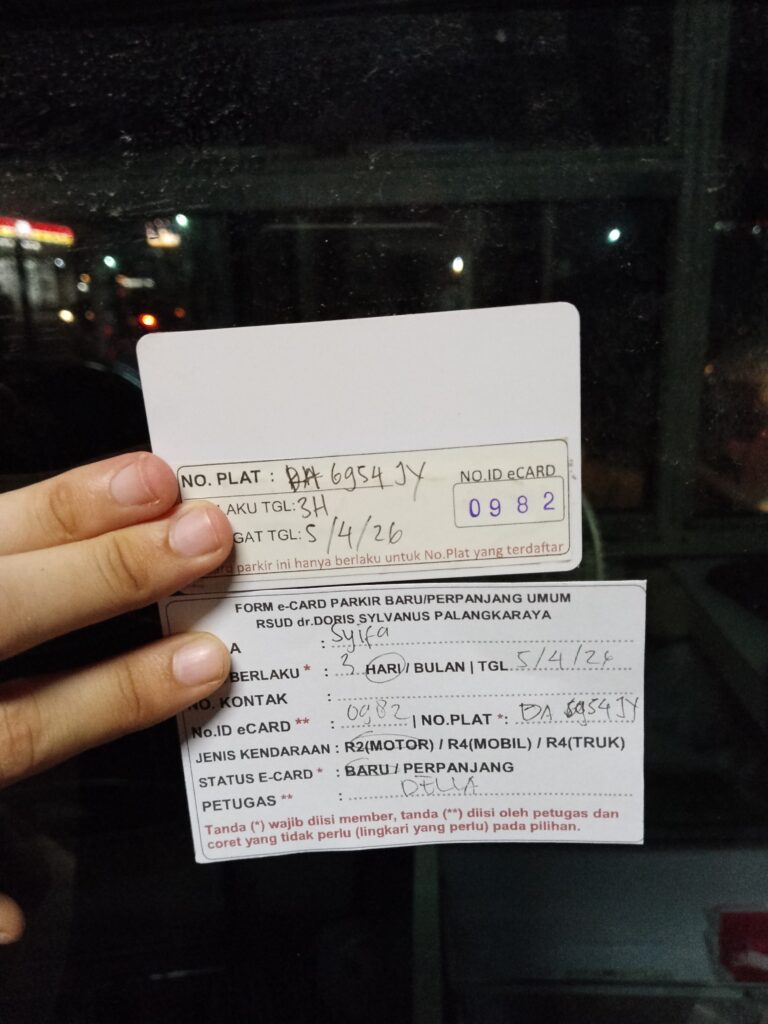 NO. PLAT : DA 6954 JY
NO.ID eCARD
0982
LAKU TGL: 3H
GAT TGL: 5/4/26
parkir ini hanya berlaku untuk No.Plat yang terdaftar
FORM e-CARD PARKIR BARU/PERPANJANG UMUM
RSUD dr.DORIS SYLVANUS PALANGKARAYA
A : Syifa
BERLAKU * : 3 HARI / BULAN | TGL 5/4/26
NO. KONTAK :
No.ID eCARD ** : 0982 | NO.PLAT *: DA 6954 JY
JENIS KENDARAAN : R2(MOTOR) / R4(MOBIL) / R4(TRUK)
STATUS E-CARD * : BARU / PERPANJANG
PETUGAS ** : DELLA
Tanda (*) wajib diisi member, tanda (**) diisi oleh petugas dan
coret yang tidak perlu (lingkari yang perlu) pada pilihan.